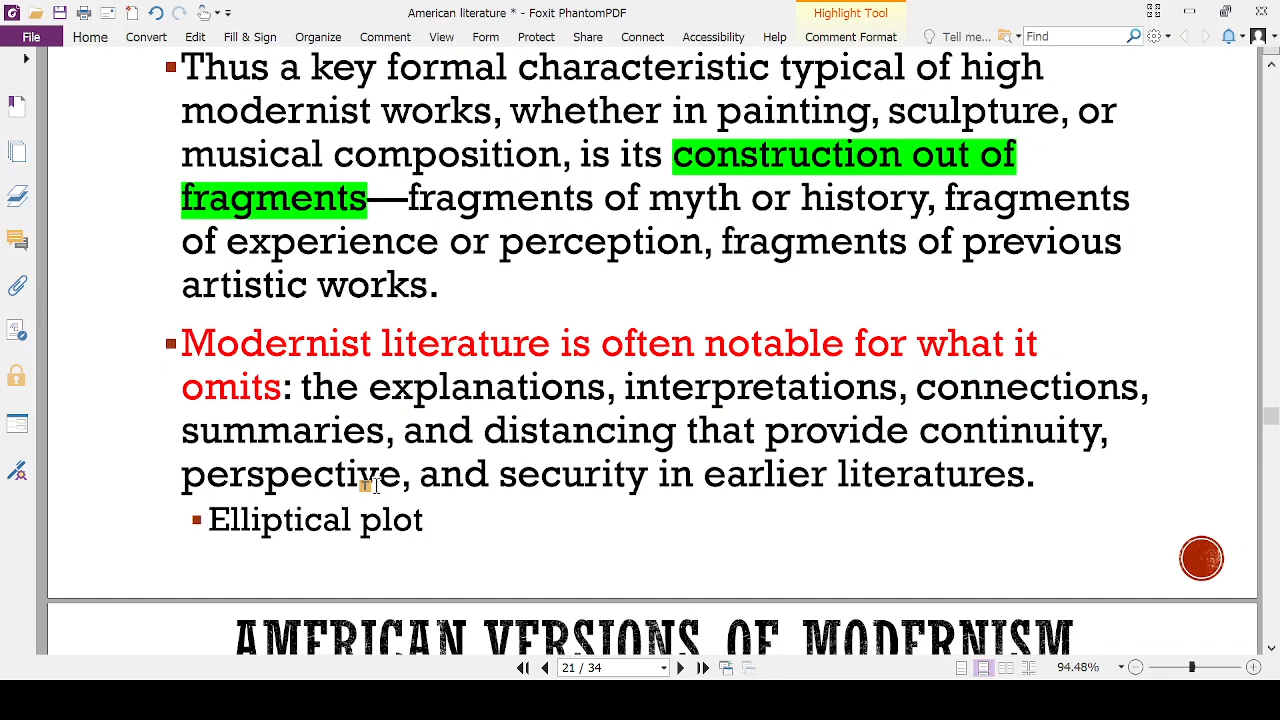 American literature * - Foxit PhantomPDF
Highlight Tool
File Home Convert Edit Fill & Sign Organize Comment View Form Protect Share Connect Accessibility Help Comment Format Tell me... Find
▪Thus a key formal characteristic typical of high
modernist works, whether in painting, sculpture, or
musical composition, is its construction out of
fragments—fragments of myth or history, fragments
of experience or perception, fragments of previous
artistic works.
▪Modernist literature is often notable for what it
omits: the explanations, interpretations, connections,
summaries, and distancing that provide continuity,
perspective, and security in earlier literatures.
▪Elliptical plot
AMERICAN VERSIONS OF MODERNISM
21 / 34
94.48%